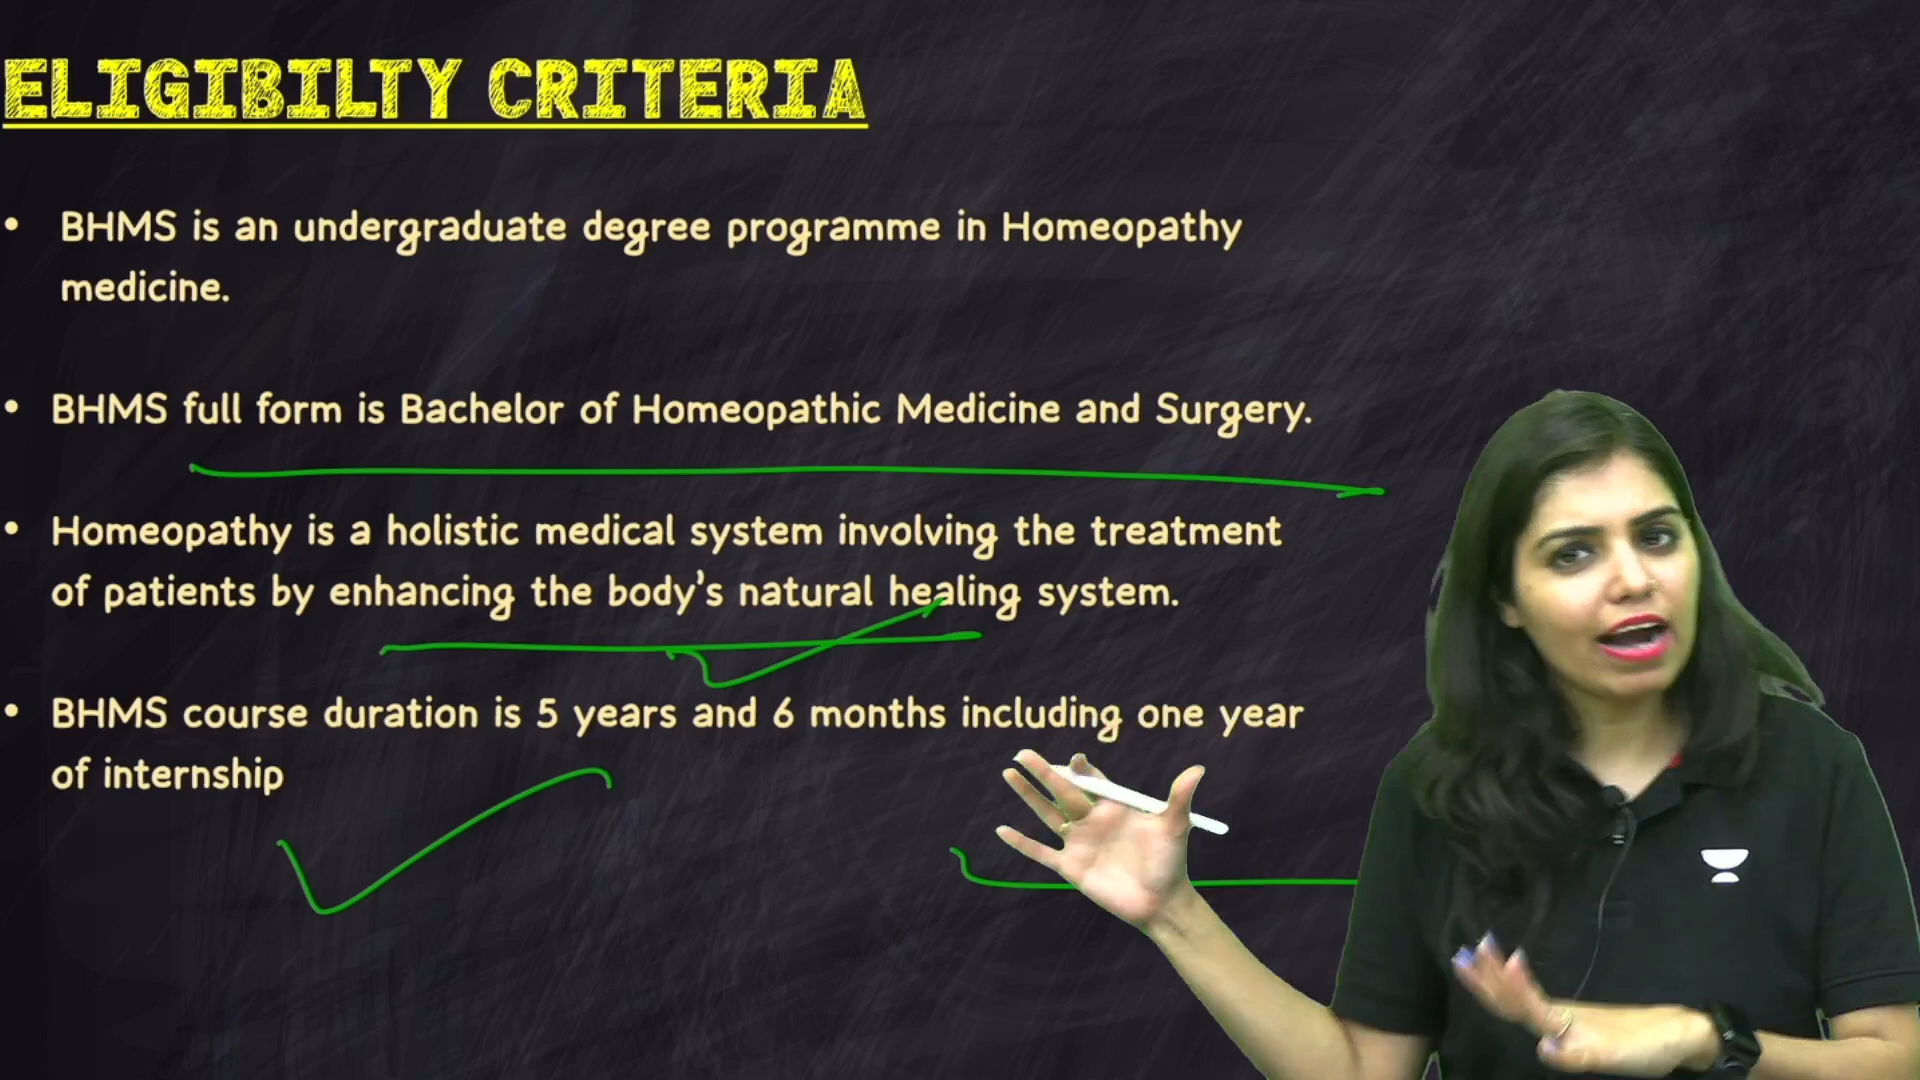 ELIGIBILTY CRITERIA
• BHMS is an undergraduate degree programme in Homeopathy
medicine.
• BHMS full form is Bachelor of Homeopathic Medicine and Surgery.
• Homeopathy is a holistic medical system involving the treatment
of patients by enhancing the body's natural healing system.
• BHMS course duration is 5 years and 6 months including one year
of internship